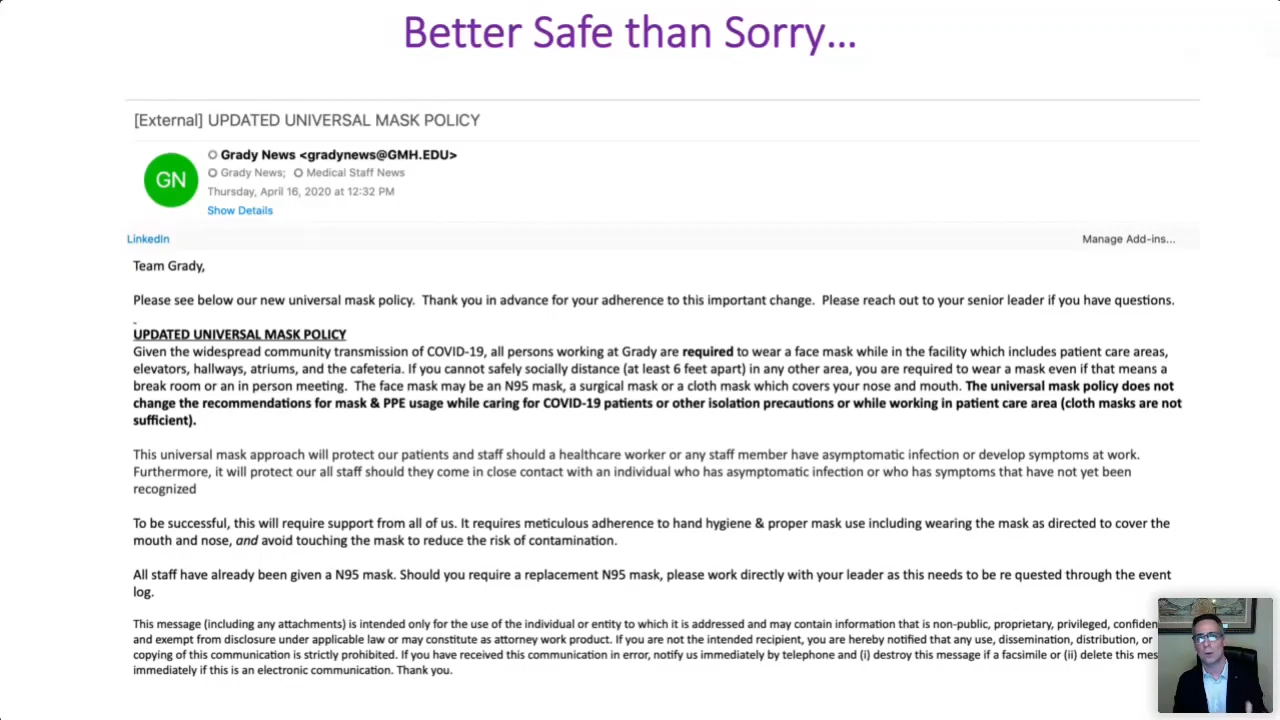 Better Safe than Sorry...
[External] UPDATED UNIVERSAL MASK POLICY
GN
Grady News <gradynews@GMH.EDU>
Grady News; Medical Staff News
Thursday, April 16, 2020 at 12:32 PM
Show Details
LinkedIn
Manage Add-ins...
Team Grady,
Please see below our new universal mask policy. Thank you in advance for your adherence to this important change. Please reach out to your senior leader if you have questions.
UPDATED UNIVERSAL MASK POLICY
Given the widespread community transmission of COVID-19, all persons working at Grady are required to wear a face mask while in the facility which includes patient care areas,
elevators, hallways, atriums, and the cafeteria. If you cannot safely socially distance (at least 6 feet apart) in any other area, you are required to wear a mask even if that means a
break room or an in person meeting. The face mask may be an N95 mask, a surgical mask or a cloth mask which covers your nose and mouth. The universal mask policy does not
change the recommendations for mask & PPE usage while caring for COVID-19 patients or other isolation precautions or while working in patient care area (cloth masks are not
sufficient).
This universal mask approach will protect our patients and staff should a healthcare worker or any staff member have asymptomatic infection or develop symptoms at work.
Furthermore, it will protect our all staff should they come in close contact with an individual who has asymptomatic infection or who has symptoms that have not yet been
recognized
To be successful, this will require support from all of us. It requires meticulous adherence to hand hygiene & proper mask use including wearing the mask as directed to cover the
mouth and nose, and avoid touching the mask to reduce the risk of contamination.
All staff have already been given a N95 mask. Should you require a replacement N95 mask, please work directly with your leader as this needs to be re quested through the event
log.
This message (including any attachments) is intended only for the use of the individual or entity to which it is addressed and may contain information that is non-public, proprietary, privileged, confiden
and exempt from disclosure under applicable law or may constitute as attorney work product. If you are not the intended recipient, you are hereby notified that any use, dissemination, distribution, or
copying of this communication is strictly prohibited. If you have received this communication in error, notify us immediately by telephone and (i) destroy this message if a facsimile or (ii) delete this mes
immediately if this is an electronic communication. Thank you.